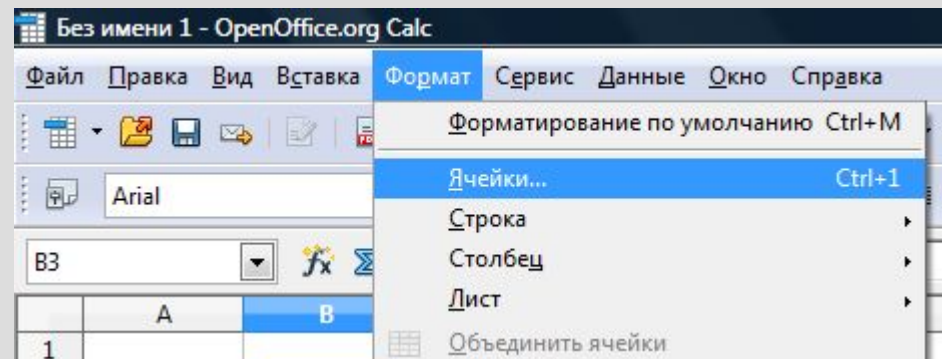 Без имени 1 - OpenOffice.org Calc
Файл Правка Вид Вставка Формат Сервис Данные Окно Справка
Форматирование по умолчанию Ctrl+M
Ячейки... Ctrl+1
Arial
Строка
B3
Столбец
Лист
A B
Объединить ячейки
1